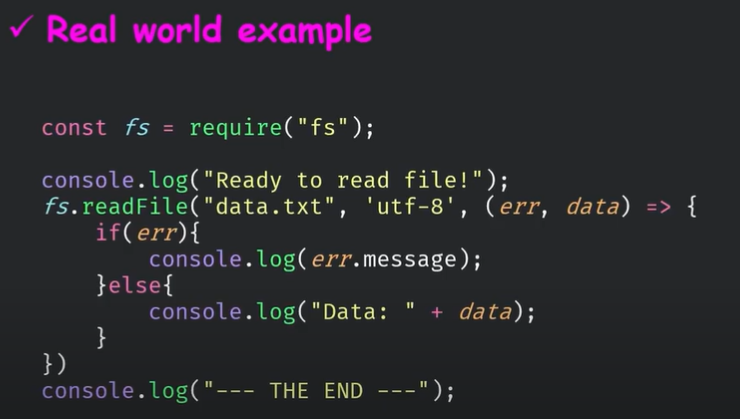 ✓ Real world example
const fs = require("fs");
console.log("Ready to read file!");
fs.readFile("data.txt", 'utf-8', (err, data) => {
    if(err){
        console.log(err.message);
    }else{
        console.log("Data: " + data);
    }
})
console.log("--- THE END ---");